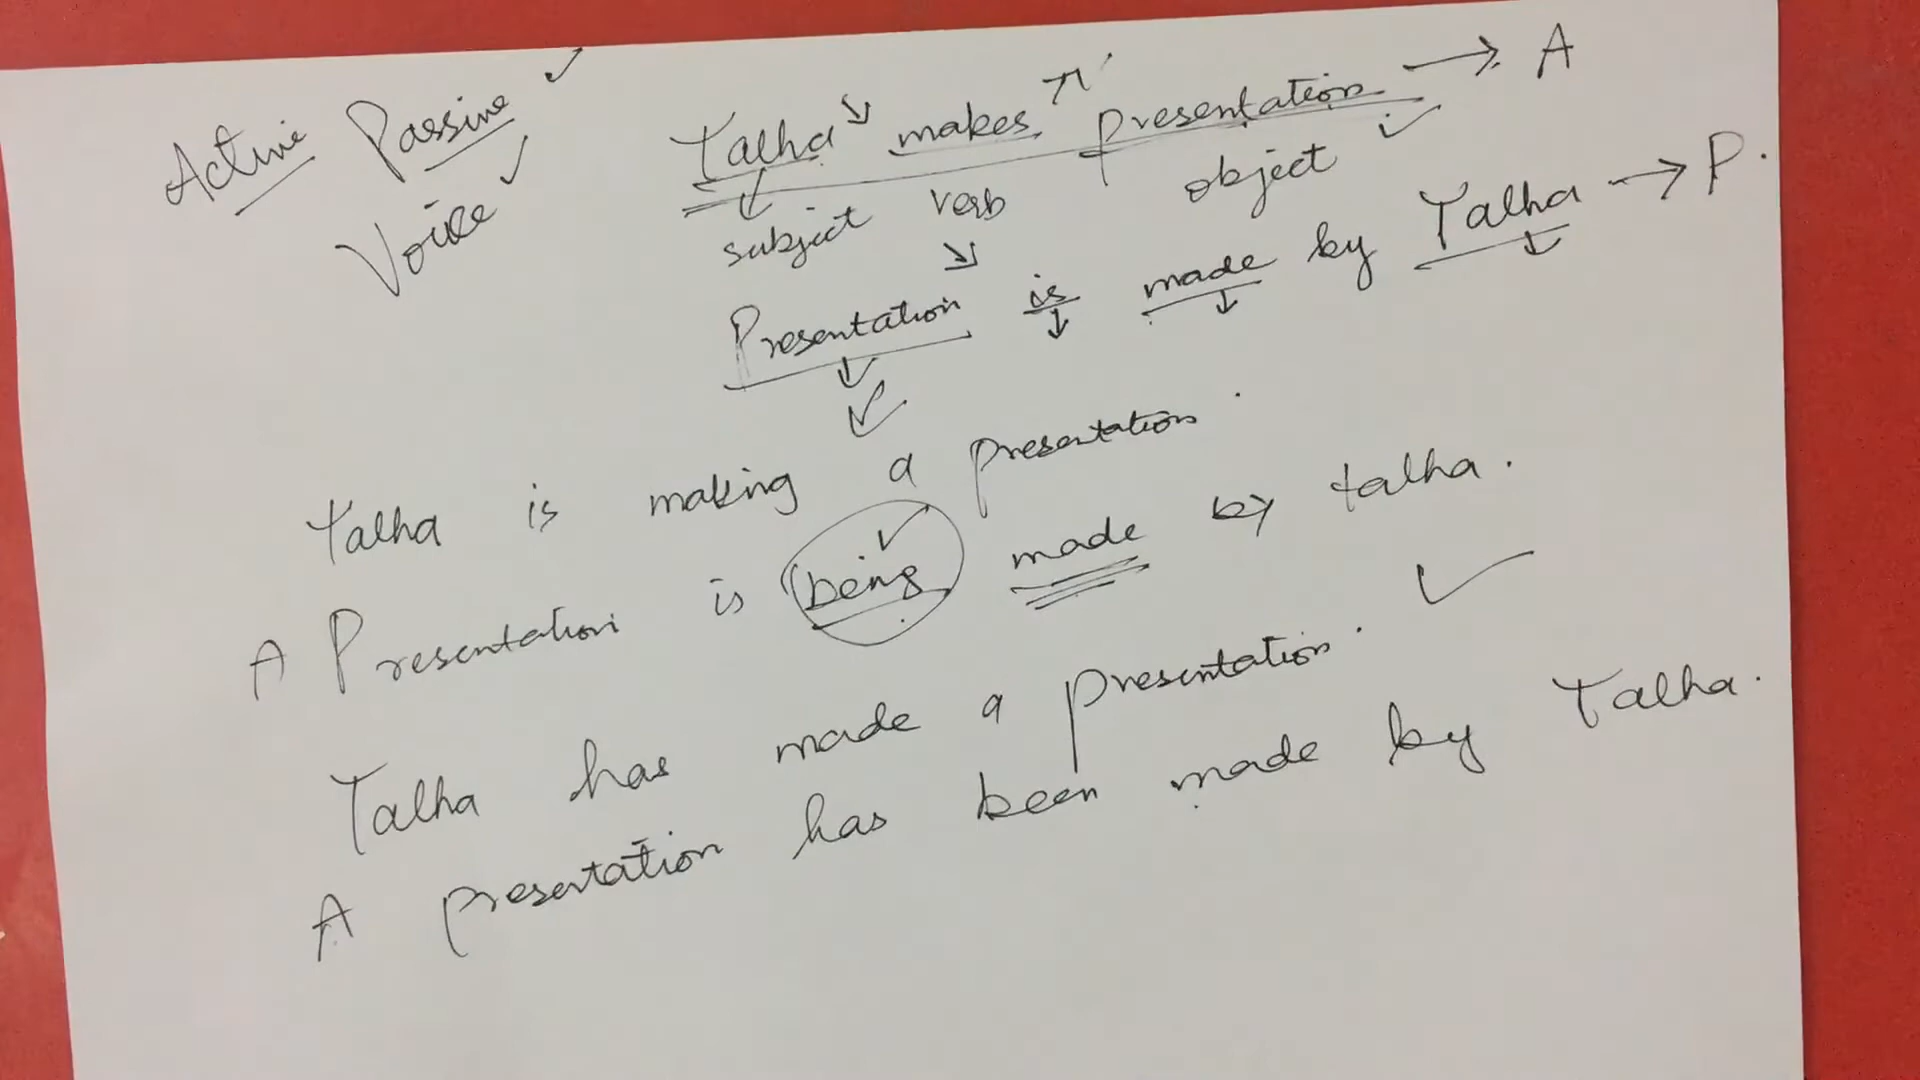 Active Passive
Voice
Talha makes presentation → A
subject verb object
Presentation is made by Talha → P.
Talha is making a presentation.
A Presentation is being made by talha.
Talha has made a presentation.
A presentation has been made by Talha.